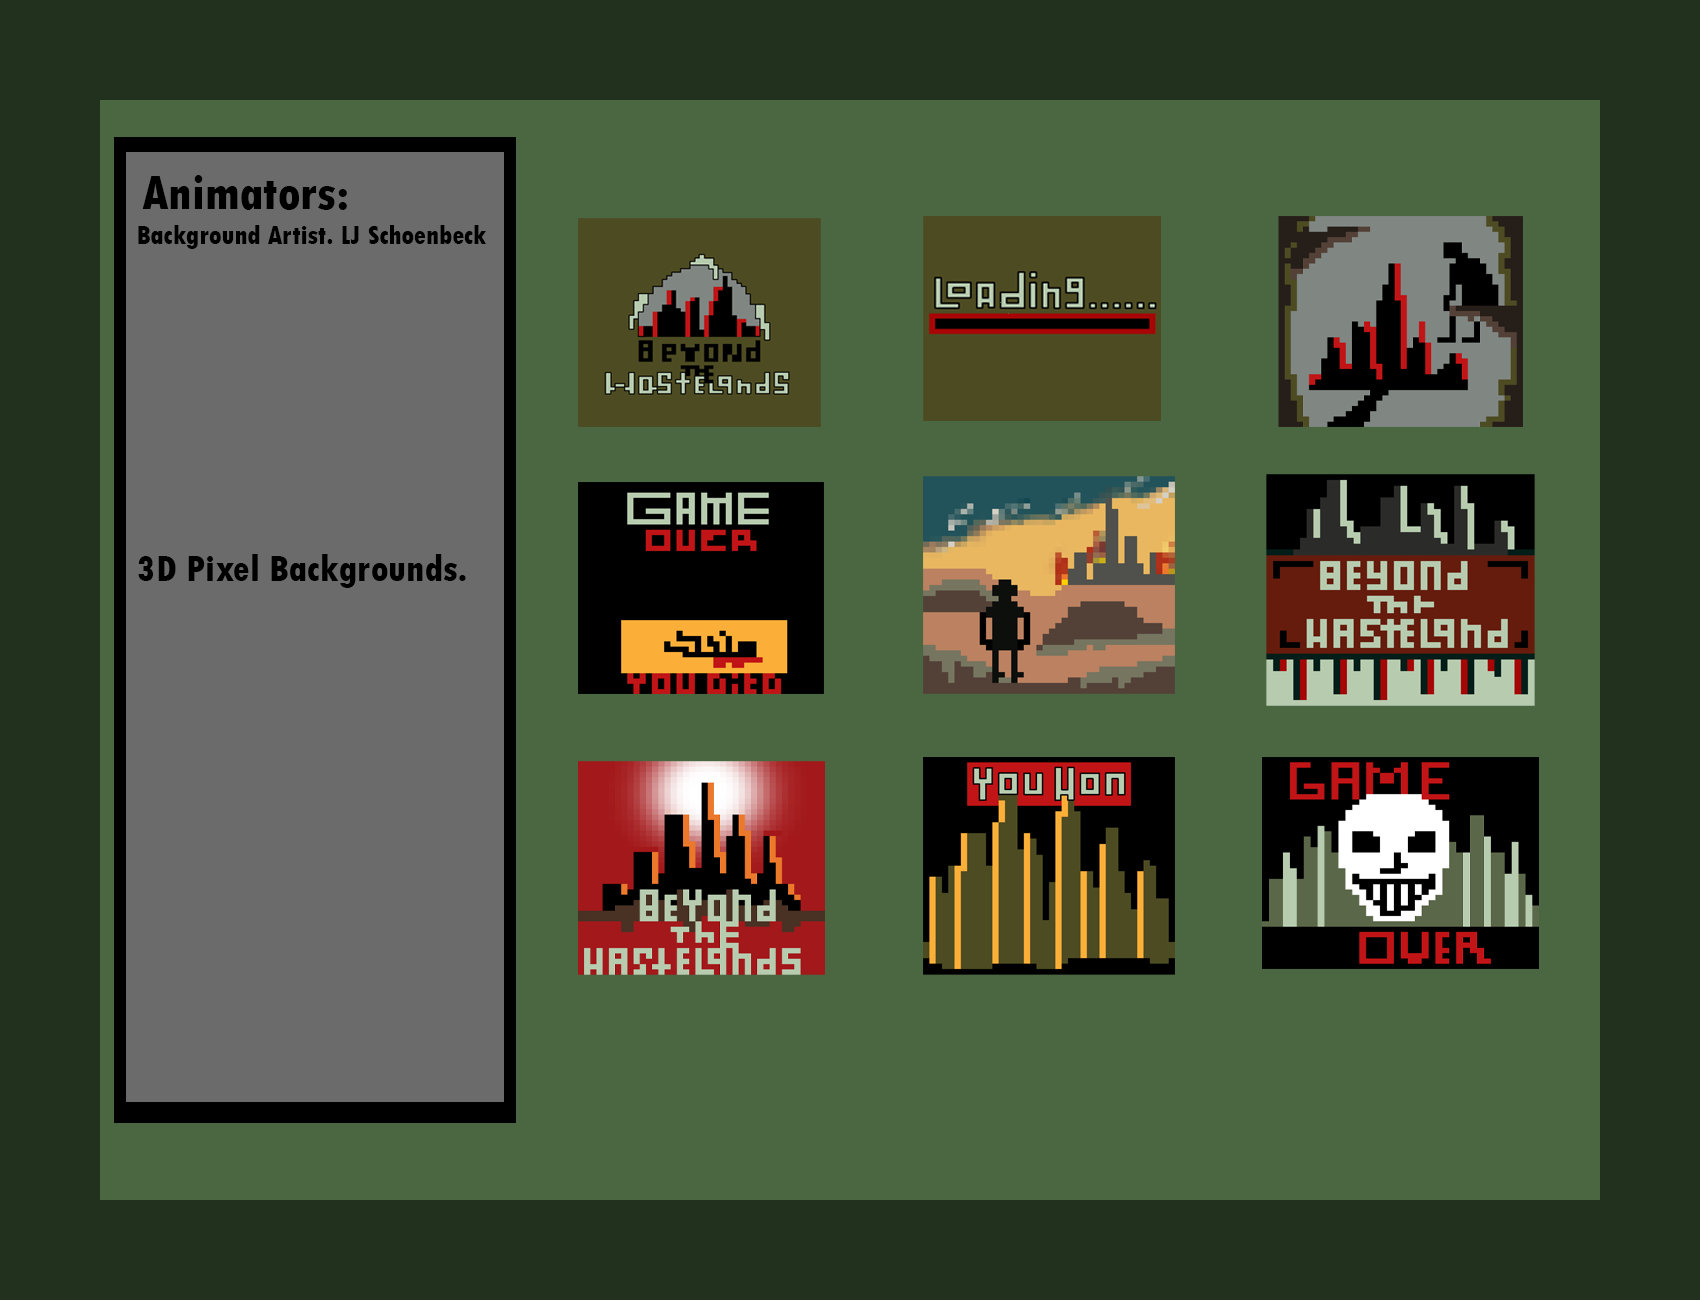 Animators:
Background Artist. LJ Schoenbeck
3D Pixel Backgrounds.
BEYOND
THE
WAStELandS
Loading......
GAME
OVER
YOU DIED
BEYOnd
THE
WASTELand
BEYond
THE
WASTELandS
You Won
GAME
OVER